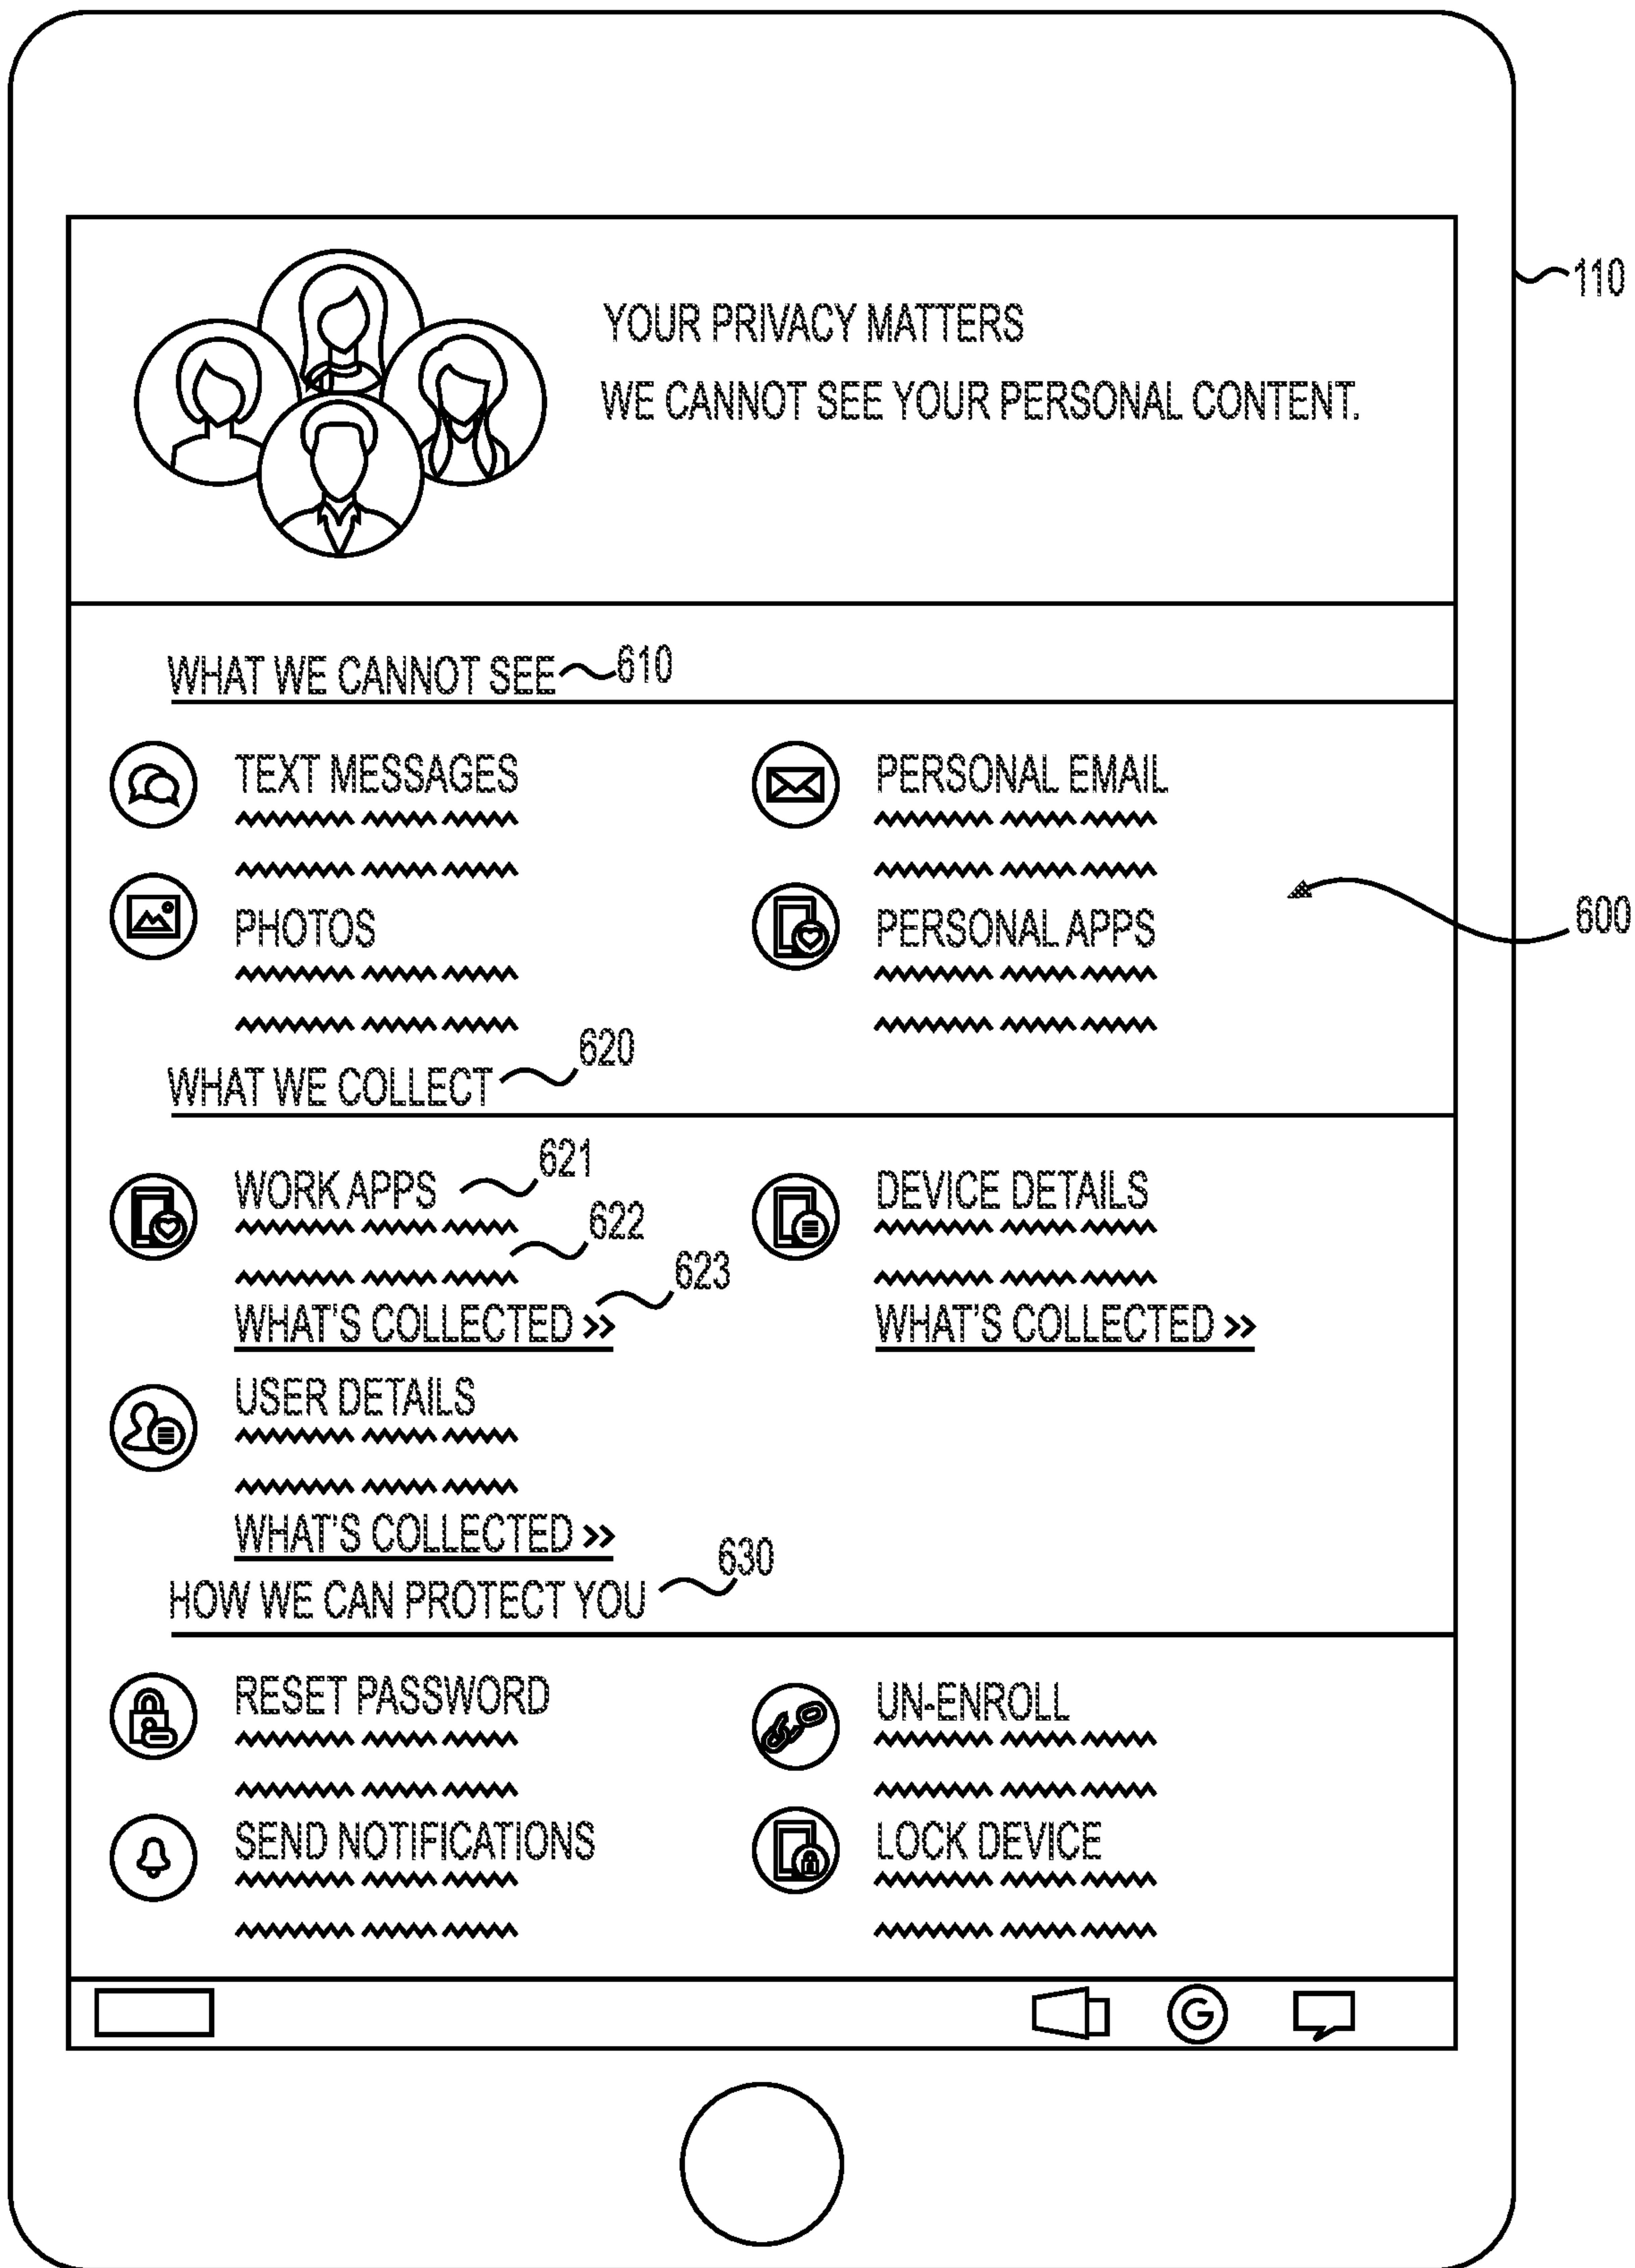 110
YOUR PRIVACY MATTERS
WE CANNOT SEE YOUR PERSONAL CONTENT.
WHAT WE CANNOT SEE 610
TEXT MESSAGES
PERSONAL EMAIL
600
PHOTOS
PERSONAL APPS
WHAT WE COLLECT 620
WORK APPS 621
622
623
WHAT'S COLLECTED >>
DEVICE DETAILS
WHAT'S COLLECTED >>
USER DETAILS
WHAT'S COLLECTED >>
HOW WE CAN PROTECT YOU 630
RESET PASSWORD
UN-ENROLL
SEND NOTIFICATIONS
LOCK DEVICE
G